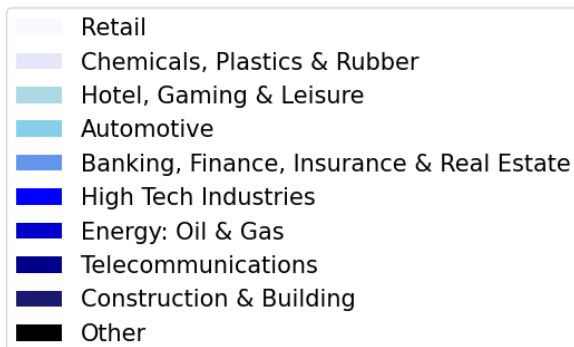 Retail
Chemicals, Plastics & Rubber
Hotel, Gaming & Leisure
Automotive
Banking, Finance, Insurance & Real Estate
High Tech Industries
Energy: Oil & Gas
Telecommunications
Construction & Building
Other